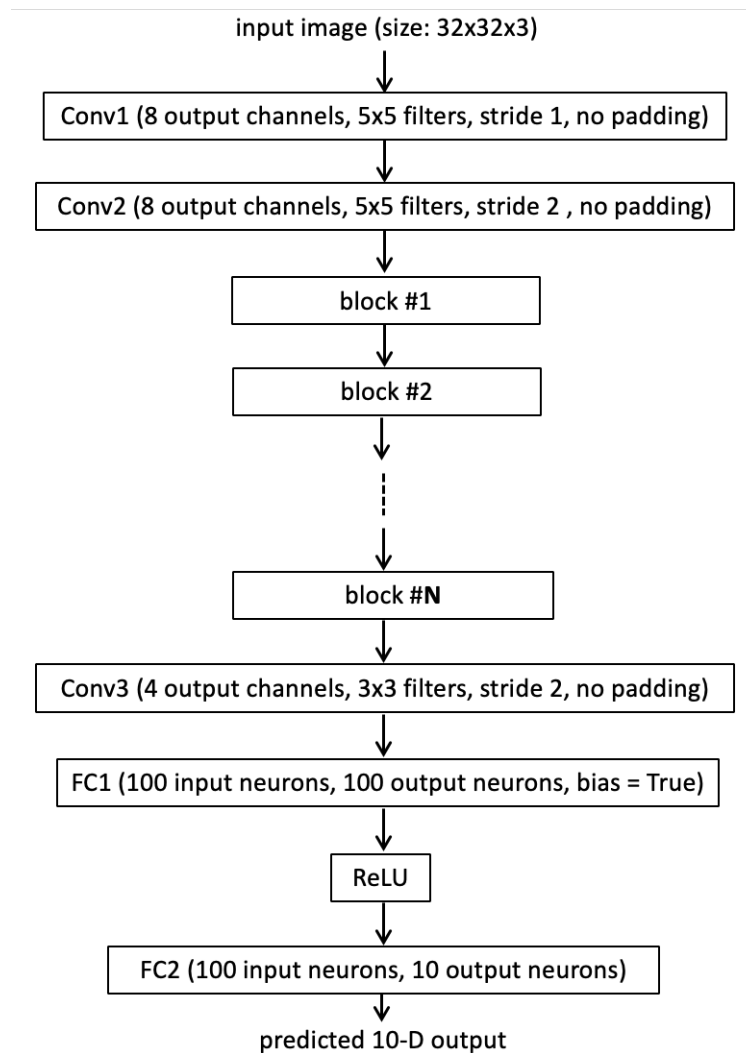 input image (size: 32x32x3)
Conv1 (8 output channels, 5x5 filters, stride 1, no padding)
Conv2 (8 output channels, 5x5 filters, stride 2 , no padding)
block #1
block #2
block #N
Conv3 (4 output channels, 3x3 filters, stride 2, no padding)
FC1 (100 input neurons, 100 output neurons, bias = True)
ReLU
FC2 (100 input neurons, 10 output neurons)
predicted 10-D output